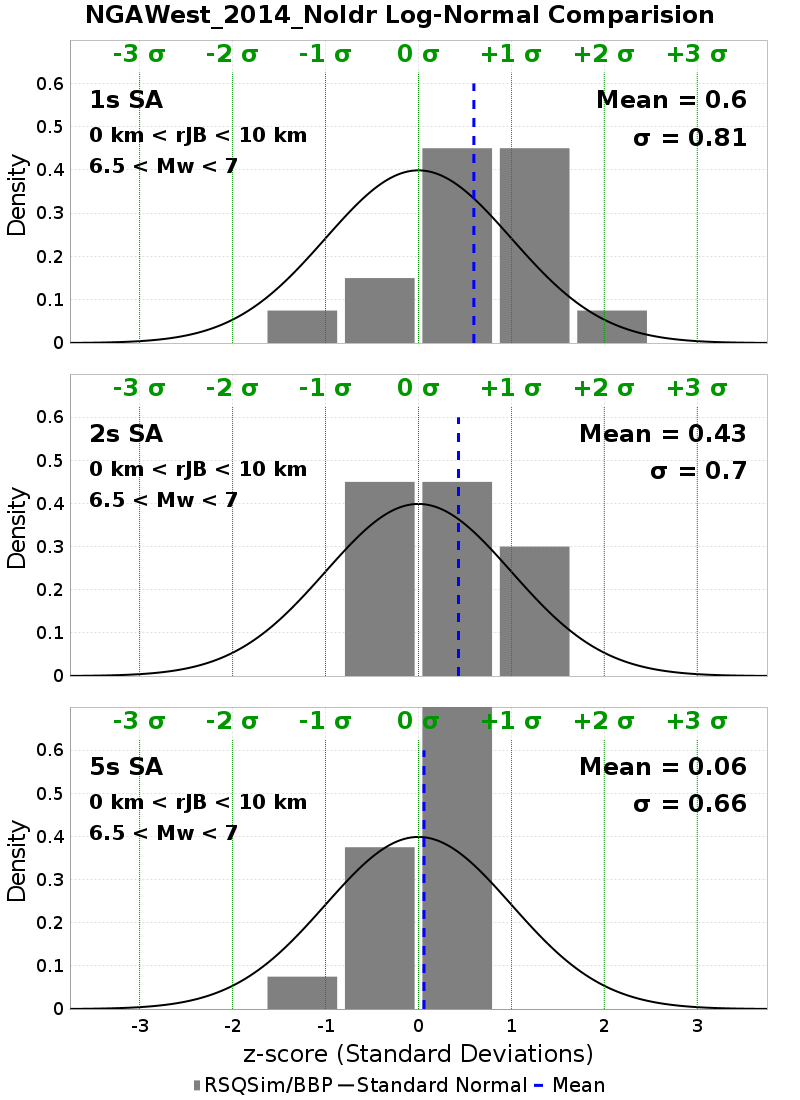 NGAWest_2014_NoIdr Log-Normal Comparision
-3 σ -2 σ -1 σ 0 σ +1 σ +2 σ +3 σ
1s SA
0 km < rJB < 10 km
6.5 < Mw < 7
Mean = 0.6
σ = 0.81
Density
0.6
0.5
0.4
0.3
0.2
0.1
0
-3 σ -2 σ -1 σ 0 σ +1 σ +2 σ +3 σ
2s SA
0 km < rJB < 10 km
6.5 < Mw < 7
Mean = 0.43
σ = 0.7
Density
0.6
0.5
0.4
0.3
0.2
0.1
0
-3 σ -2 σ -1 σ 0 σ +1 σ +2 σ +3 σ
5s SA
0 km < rJB < 10 km
6.5 < Mw < 7
Mean = 0.06
σ = 0.66
Density
0.6
0.5
0.4
0.3
0.2
0.1
0
-3 -2 -1 0 1 2 3
z-score (Standard Deviations)
RSQSim/BBP Standard Normal Mean